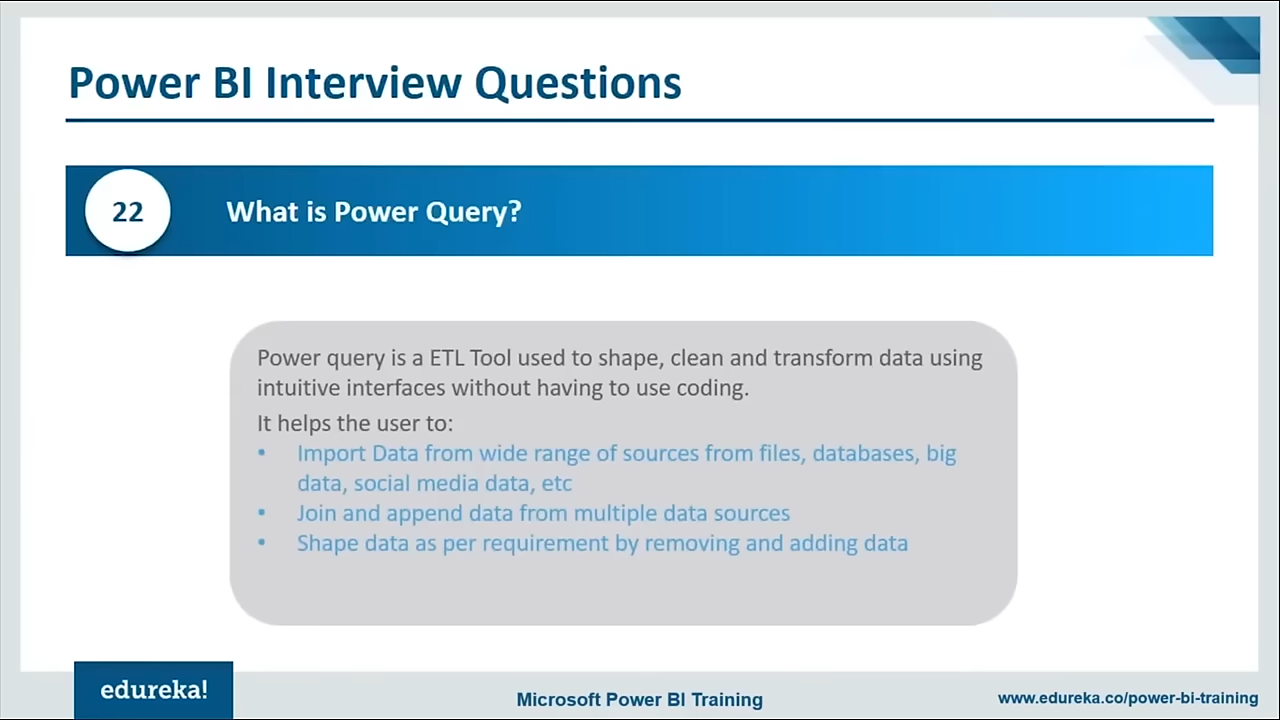 Power BI Interview Questions
22
What is Power Query?
Power query is a ETL Tool used to shape, clean and transform data using
intuitive interfaces without having to use coding.
It helps the user to:
• Import Data from wide range of sources from files, databases, big
data, social media data, etc
• Join and append data from multiple data sources
• Shape data as per requirement by removing and adding data
edureka!
Microsoft Power BI Training
www.edureka.co/power-bi-training